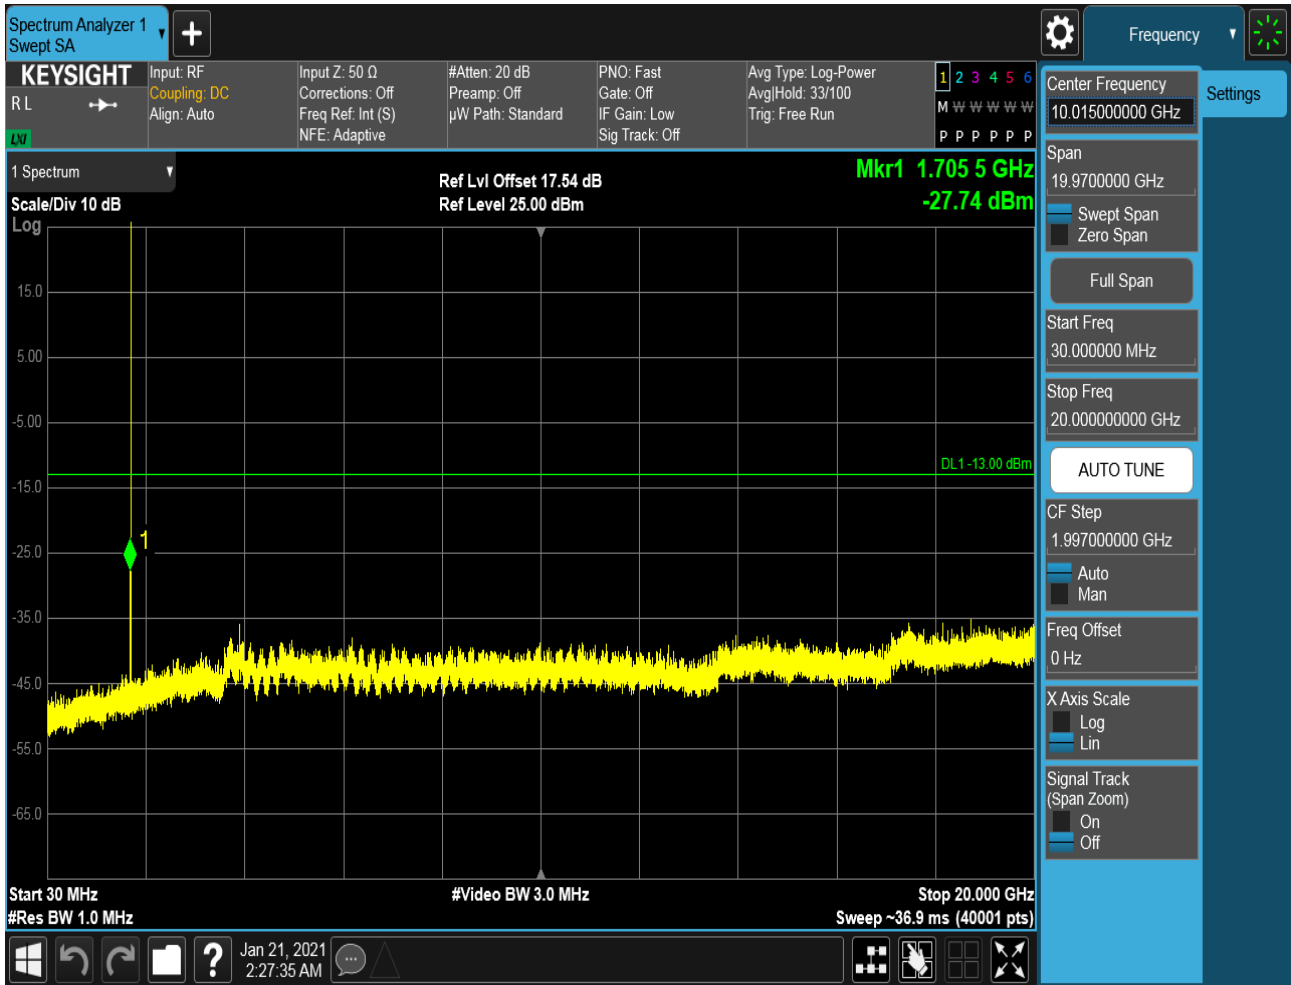 Spectrum Analyzer 1
Swept SA
Frequency
KEYSIGHT
R L
LXI
Input: RF
Coupling: DC
Align: Auto
Input Z: 50 Ω
Corrections: Off
Freq Ref: Int (S)
NFE: Adaptive
#Atten: 20 dB
Preamp: Off
µW Path: Standard
PNO: Fast
Gate: Off
IF Gain: Low
Sig Track: Off
Avg Type: Log-Power
Avg|Hold: 33/100
Trig: Free Run
1 2 3 4 5 6
M W W W W W
P P P P P P
1 Spectrum
Scale/Div 10 dB
Log
Ref Lvl Offset 17.54 dB
Ref Level 25.00 dBm
Mkr1 1.705 5 GHz
-27.74 dBm
15.0
5.00
-5.00
DL1 -13.00 dBm
-15.0
1
-25.0
-35.0
-45.0
-55.0
-65.0
Start 30 MHz
#Res BW 1.0 MHz
#Video BW 3.0 MHz
Stop 20.000 GHz
Sweep ~36.9 ms (40001 pts)
Jan 21, 2021
2:27:35 AM
Center Frequency
10.015000000 GHz
Settings
Span
19.9700000 GHz
Swept Span
Zero Span
Full Span
Start Freq
30.000000 MHz
Stop Freq
20.000000000 GHz
AUTO TUNE
CF Step
1.997000000 GHz
Auto
Man
Freq Offset
0 Hz
X Axis Scale
Log
Lin
Signal Track
(Span Zoom)
On
Off